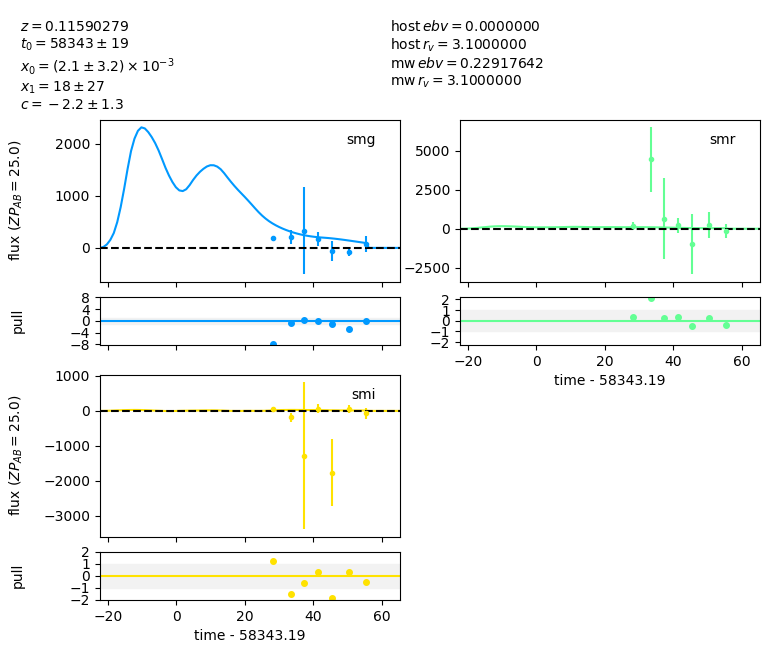 z = 0.11590279
t₀ = 58343 ± 19
x₀ = (2.1 ± 3.2) × 10⁻³
x₁ = 18 ± 27
c = −2.2 ± 1.3
host ebv = 0.0000000
host r_v = 3.1000000
mw ebv = 0.22917642
mw r_v = 3.1000000
smg
flux (ZP_AB = 25.0)
2000
1000
0
pull
8
4
0
−4
−8
smr
5000
2500
0
−2500
2
1
0
−1
−2
−20
0
20
40
60
time - 58343.19
smi
flux (ZP_AB = 25.0)
1000
0
−1000
−2000
−3000
pull
2
1
0
−1
−2
−20
0
20
40
60
time - 58343.19